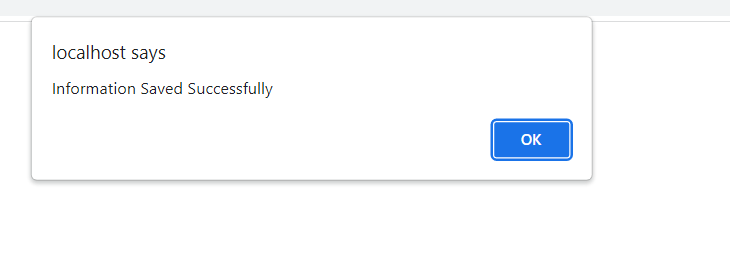 localhost says
Information Saved Successfully
OK